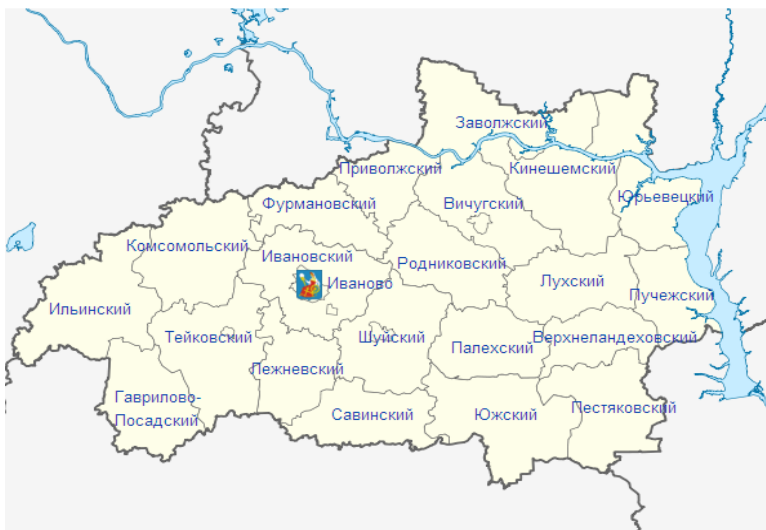 Заволжский
Приволжский
Кинешемский
Фурмановский
Вичугский
Юрьевецкий
Комсомольский
Ивановский
Родниковский
Иваново
Лухский
Пучежский
Ильинский
Тейковский
Шуйский
Палехский
Верхнеландеховский
Лежневский
Гаврилово-
Посадский
Савинский
Южский
Пестяковский